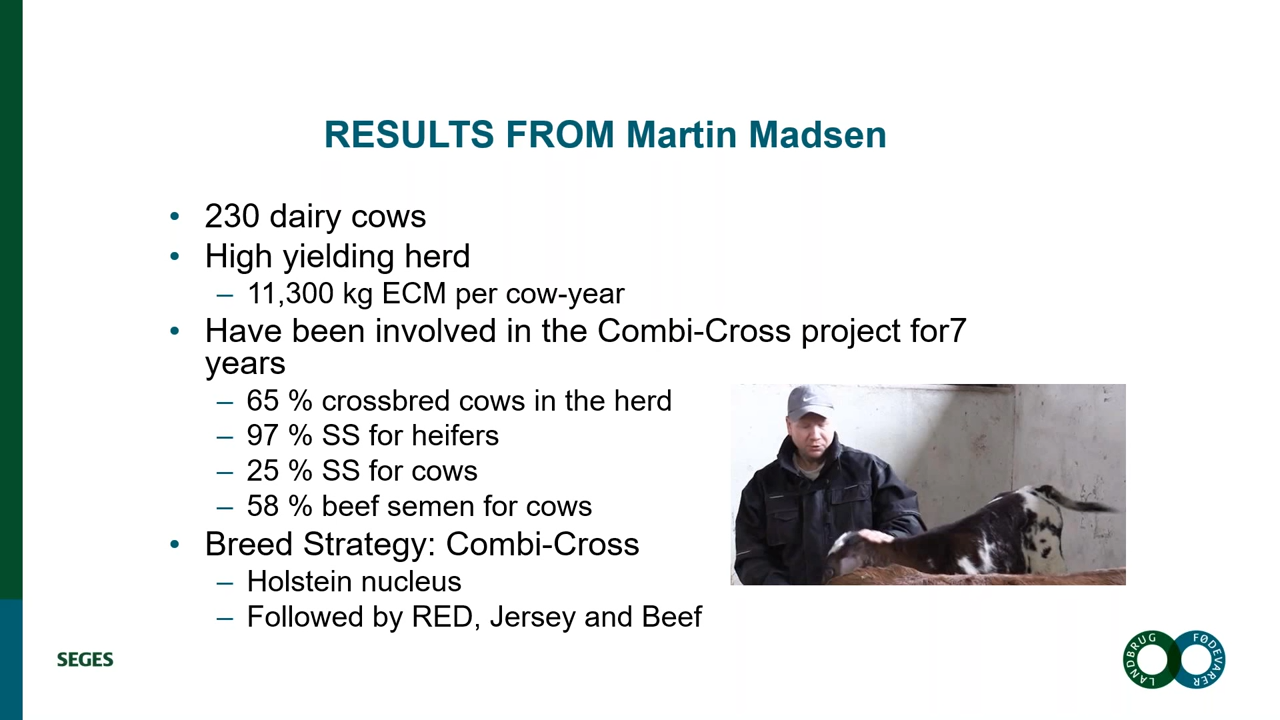 RESULTS FROM Martin Madsen
• 230 dairy cows
• High yielding herd
– 11,300 kg ECM per cow-year
• Have been involved in the Combi-Cross project for7
years
– 65 % crossbred cows in the herd
– 97 % SS for heifers
– 25 % SS for cows
– 58 % beef semen for cows
• Breed Strategy: Combi-Cross
– Holstein nucleus
– Followed by RED, Jersey and Beef
SEGES
LANDBRUG
FØDEVARER